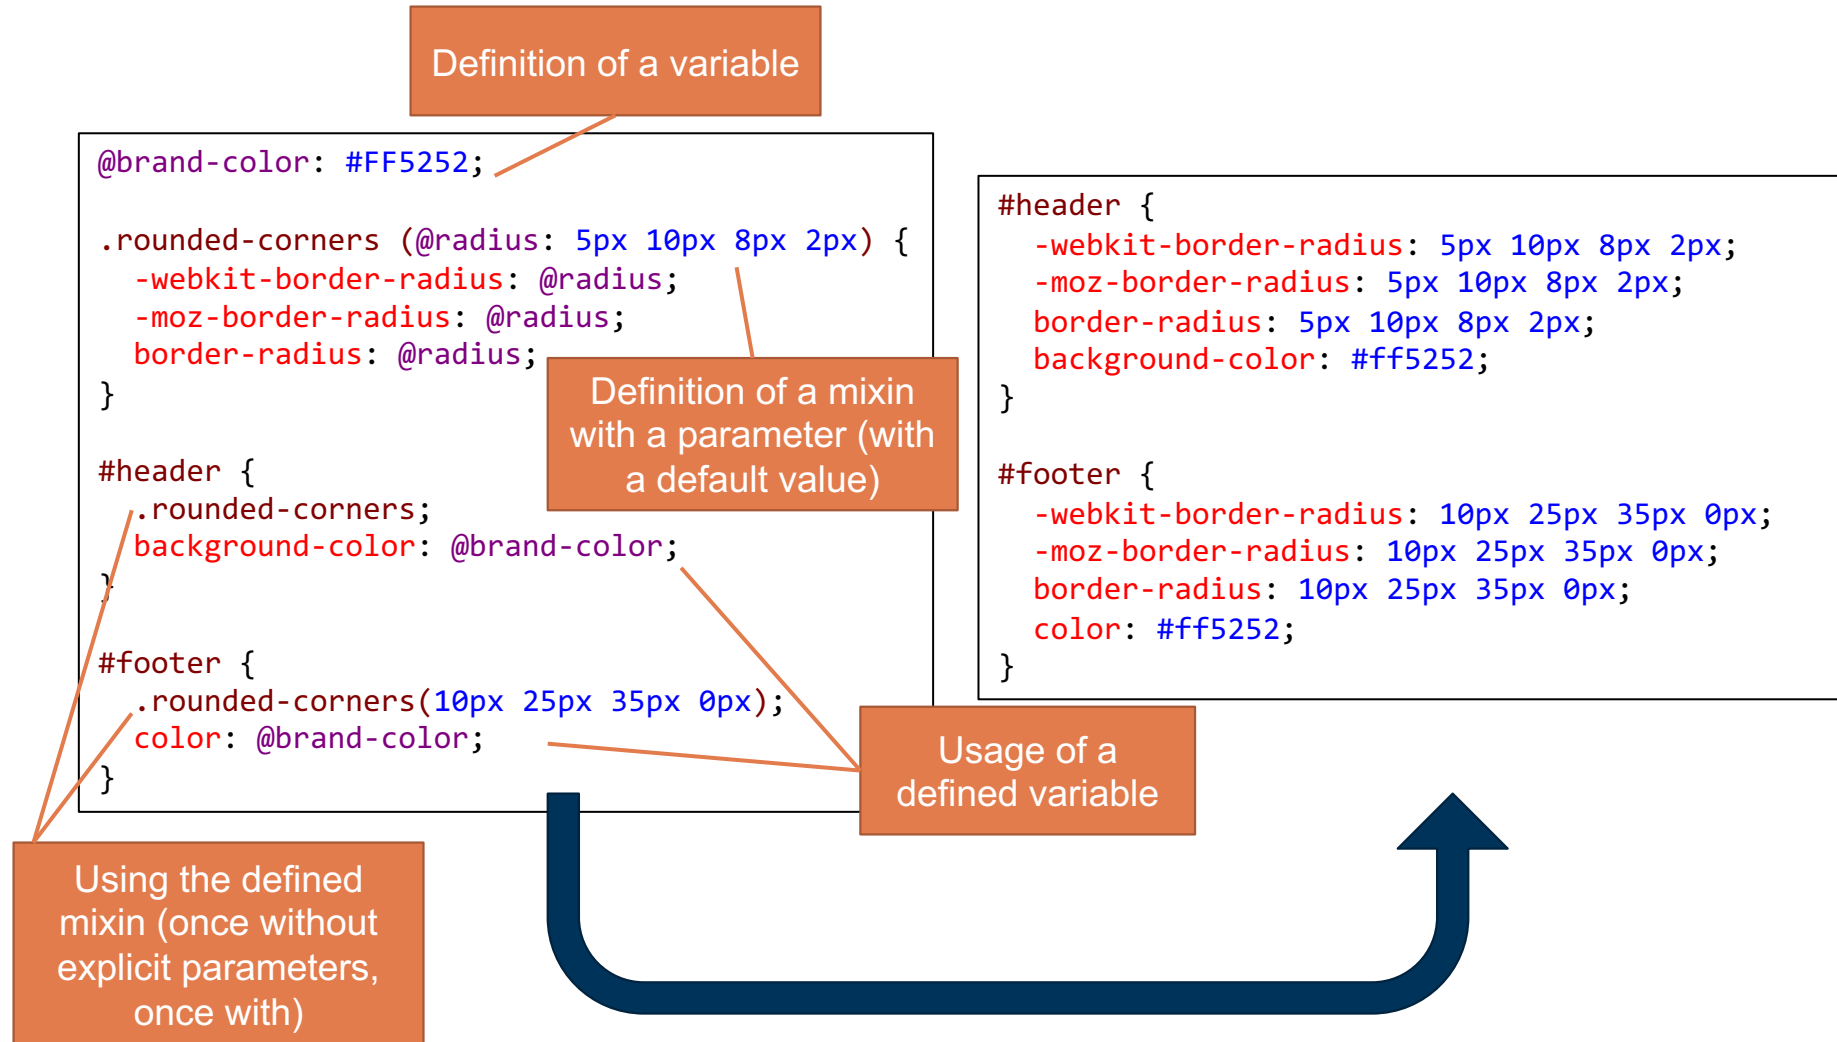 Definition of a variable
@brand-color: #FF5252;
.rounded-corners (@radius: 5px 10px 8px 2px) {
  -webkit-border-radius: @radius;
  -moz-border-radius: @radius;
  border-radius: @radius;
}
Definition of a mixin
with a parameter (with
a default value)
#header {
  .rounded-corners;
  background-color: @brand-color;
}
#footer {
  .rounded-corners(10px 25px 35px 0px);
  color: @brand-color;
}
Usage of a
defined variable
Using the defined
mixin (once without
explicit parameters,
once with)
#header {
  -webkit-border-radius: 5px 10px 8px 2px;
  -moz-border-radius: 5px 10px 8px 2px;
  border-radius: 5px 10px 8px 2px;
  background-color: #ff5252;
}
#footer {
  -webkit-border-radius: 10px 25px 35px 0px;
  -moz-border-radius: 10px 25px 35px 0px;
  border-radius: 10px 25px 35px 0px;
  color: #ff5252;
}